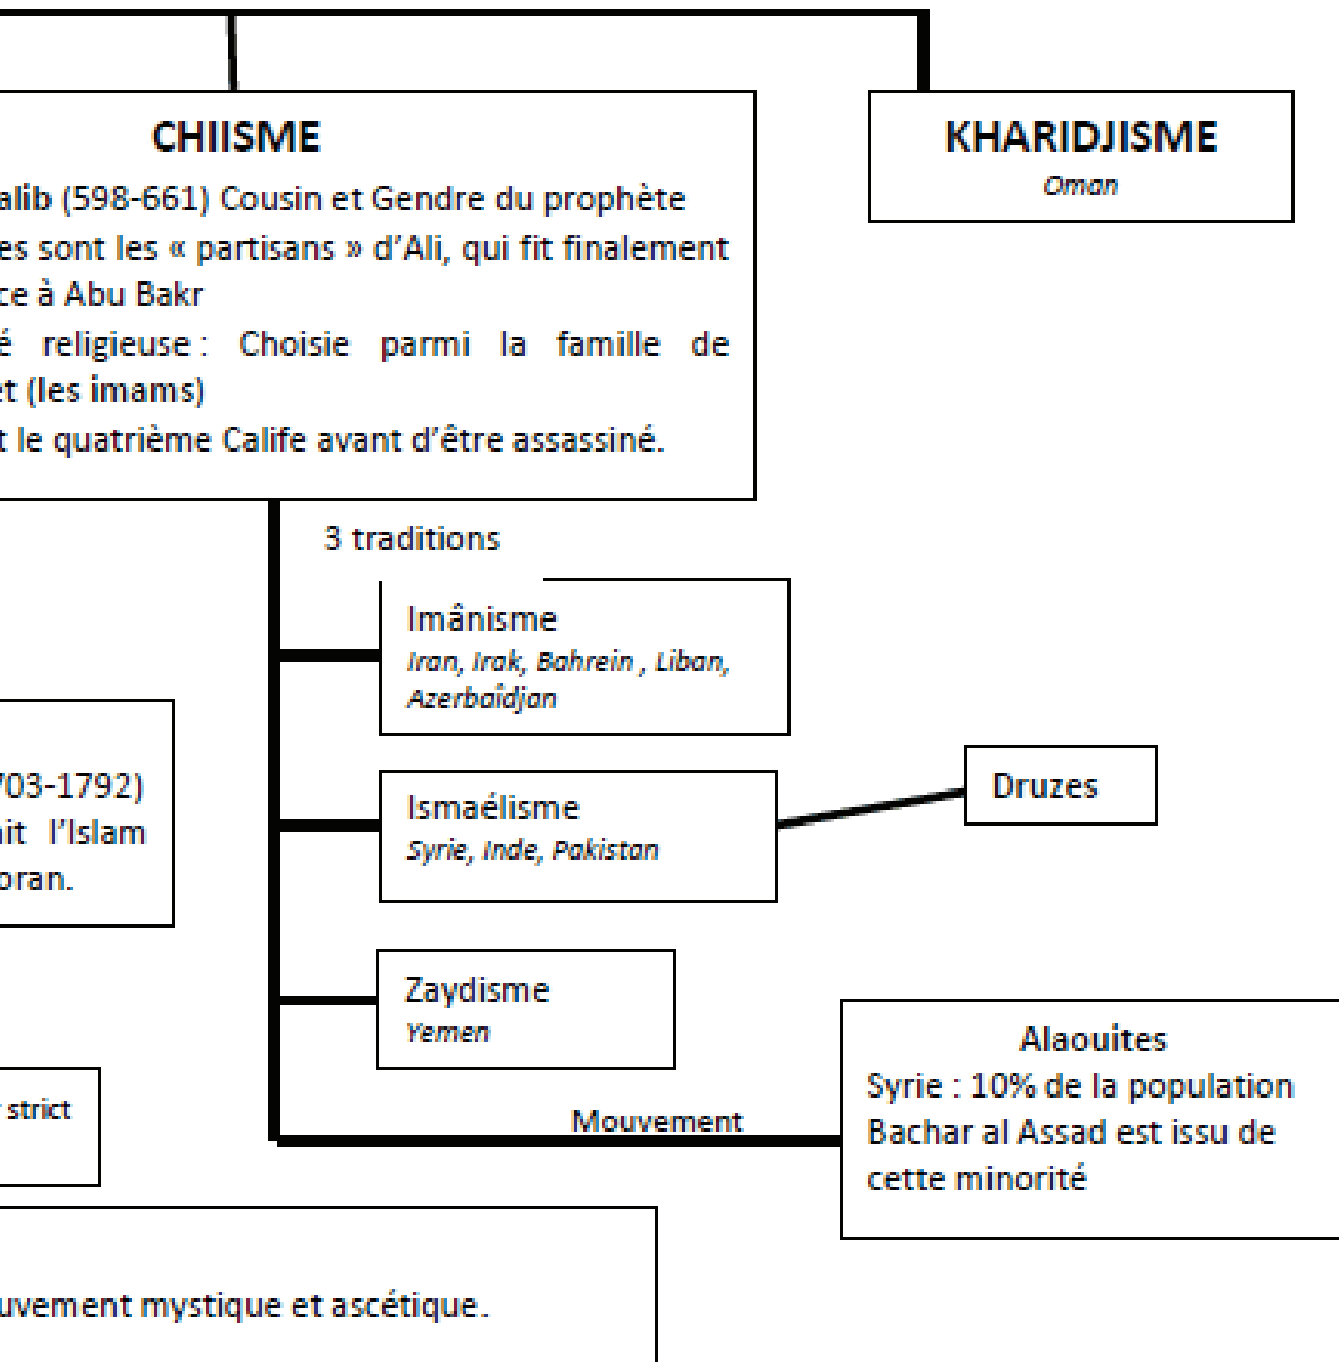 CHIISME
alib (598-661) Cousin et Gendre du prophète
es sont les « partisans » d'Ali, qui fit finalement
ce à Abu Bakr
é religieuse : Choisie parmi la famille de
et (les imams)
t le quatrième Calife avant d'être assassiné.
KHARIDJISME
Oman
3 traditions
Imânisme
Iran, Irak, Bahrein , Liban,
Azerbaîdjan
703-1792)
ait l'Islam
oran.
Ismaélisme
Syrie, Inde, Pakistan
Druzes
Zaydisme
Yemen
strict
Mouvement
Alaouites
Syrie : 10% de la population
Bachar al Assad est issu de
cette minorité
uvement mystique et ascétique.